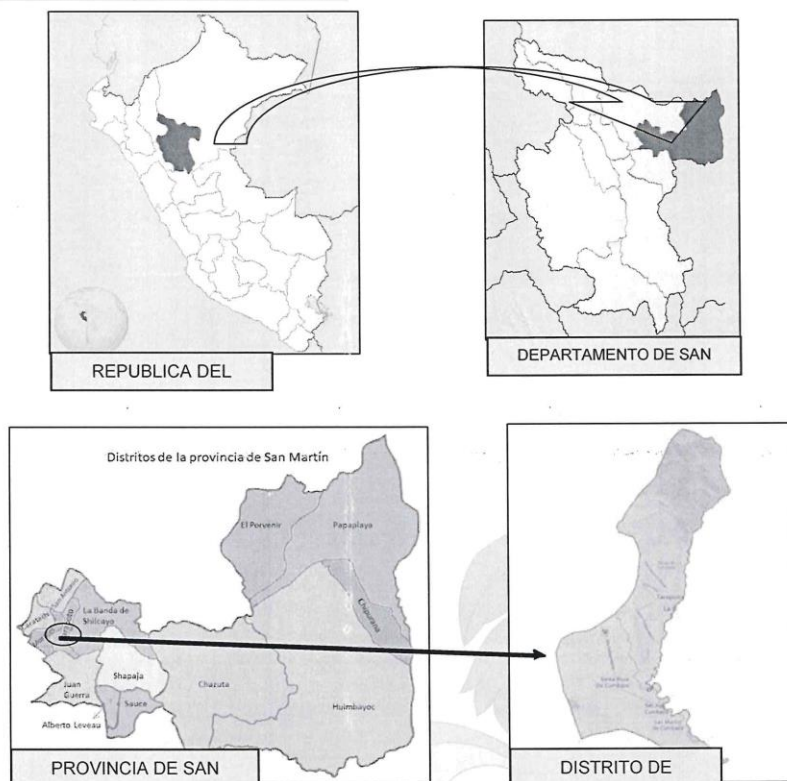 REPUBLICA DEL
DEPARTAMENTO DE SAN
Distritos de la provincia de San Martín
El Porvenir
Papaplaya
Chipurana
La Banda de
Shilcayo
Shapaja
Juan
Guerra
Chazuta
Huimbayoc
Sauce
Alberto Leveau
PROVINCIA DE SAN
DISTRITO DE